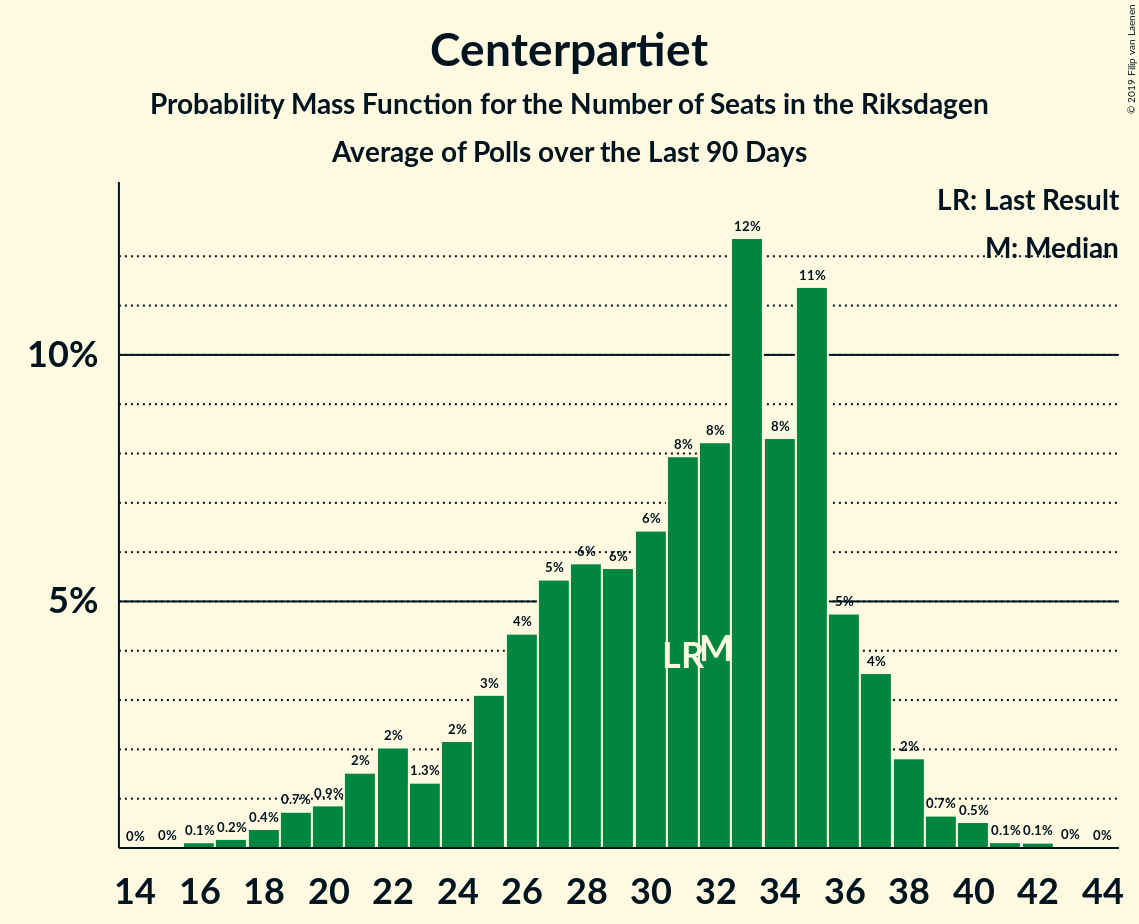 Centerpartiet
Probability Mass Function for the Number of Seats in the Riksdagen
Average of Polls over the Last 90 Days
© 2019 Filip van Laenen
LR: Last Result
M: Median
10%
5%
0% 0% 0.1% 0.2% 0.4% 0.7% 0.9% 2% 2% 1.3% 2% 3% 4% 5% 6% 6% 6% 8% 8% 12% 8% 11% 5% 4% 2% 0.7% 0.5% 0.1% 0.1% 0% 0%
LR M
14 16 18 20 22 24 26 28 30 32 34 36 38 40 42 44